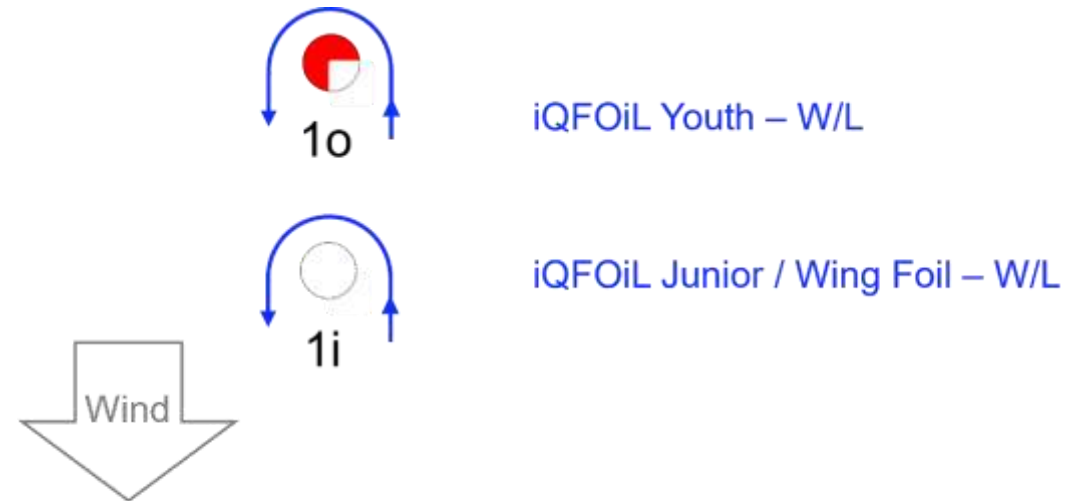 1o
iQFOiL Youth – W/L
1i
iQFOiL Junior / Wing Foil – W/L
Wind